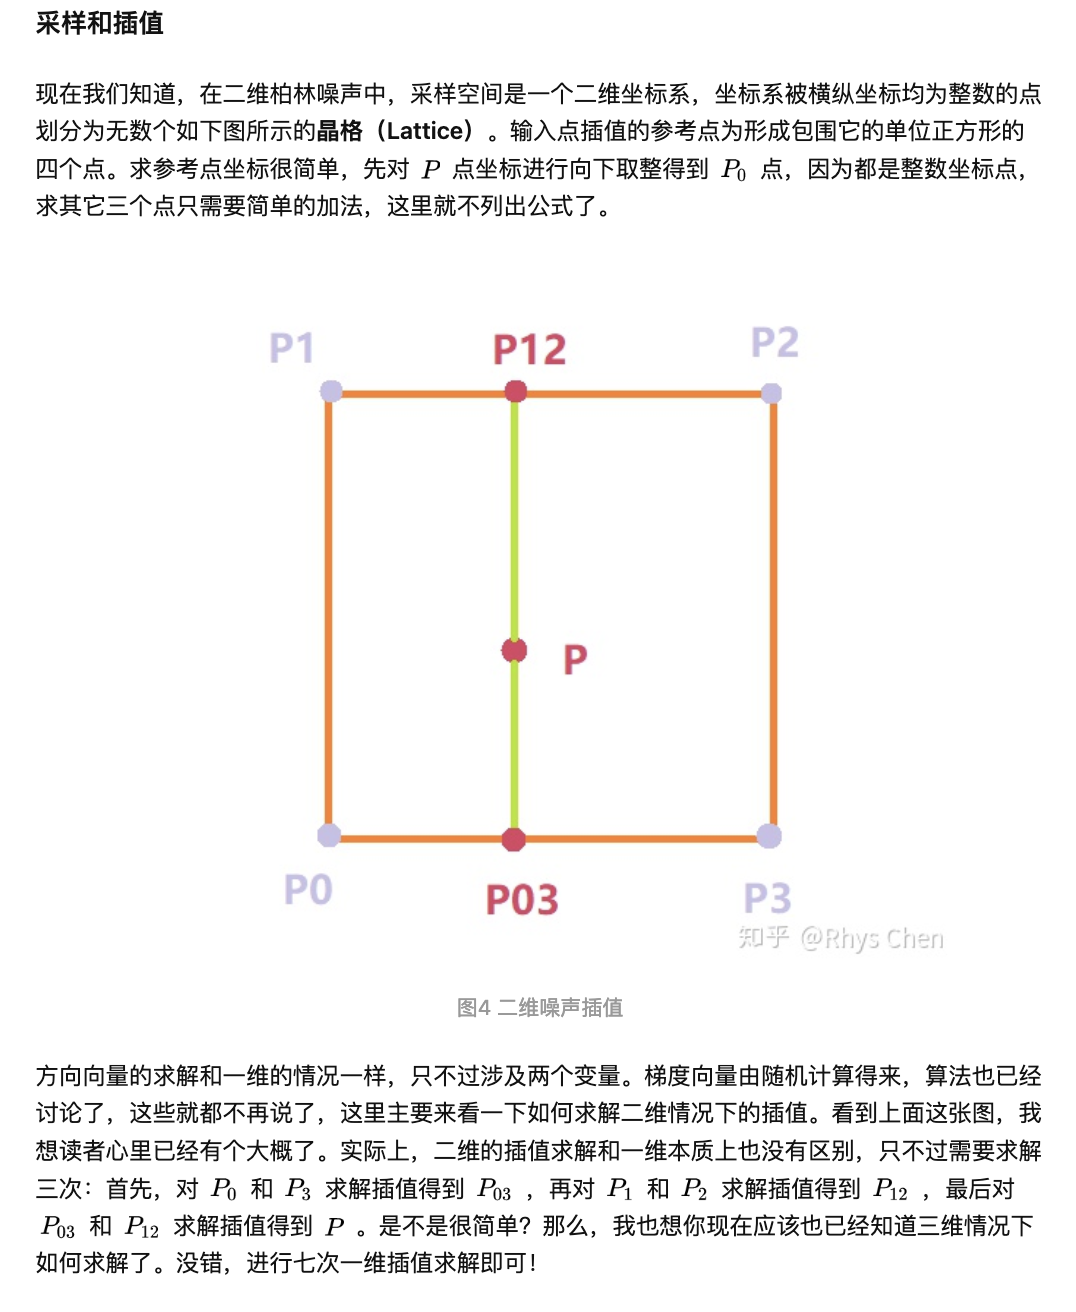 采样和插值
现在我们知道，在二维柏林噪声中，采样空间是一个二维坐标系，坐标系被横纵坐标均为整数的点
划分为无数个如下图所示的晶格（Lattice）。输入点插值的参考点为形成包围它的单位正方形的
四个点。求参考点坐标很简单，先对 P 点坐标进行向下取整得到 P₀ 点，因为都是整数坐标点，
求其它三个点只需要简单的加法，这里就不列出公式了。
P1 P12 P2
P
P0 P03 P3
知乎 @Rhys Chen
图4 二维噪声插值
方向向量的求解和一维的情况一样，只不过涉及两个变量。梯度向量由随机计算得来，算法也已经
讨论了，这些就都不再说了，这里主要来看一下如何求解二维情况下的插值。看到上面这张图，我
想读者心里已经有个大概了。实际上，二维的插值求解和一维本质上也没有区别，只不过需要求解
三次：首先，对 P₀ 和 P₃ 求解插值得到 P₀₃ ，再对 P₁ 和 P₂ 求解插值得到 P₁₂ ，最后对
P₀₃ 和 P₁₂ 求解插值得到 P 。是不是很简单？那么，我也想你现在应该也已经知道三维情况下
如何求解了。没错，进行七次一维插值求解即可！